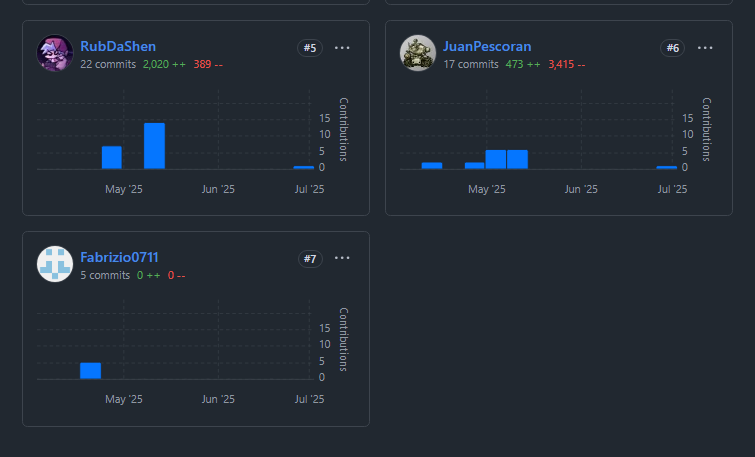 RubDaShen #5 ...
22 commits 2,020 ++ 389 --
Contributions
15
10
5
0
May '25 Jun '25 Jul '25
JuanPescoran #6 ...
17 commits 473 ++ 3,415 --
Contributions
15
10
5
0
May '25 Jun '25 Jul '25
Fabrizio0711 #7 ...
5 commits 0 ++ 0 --
Contributions
15
10
5
0
May '25 Jun '25 Jul '25